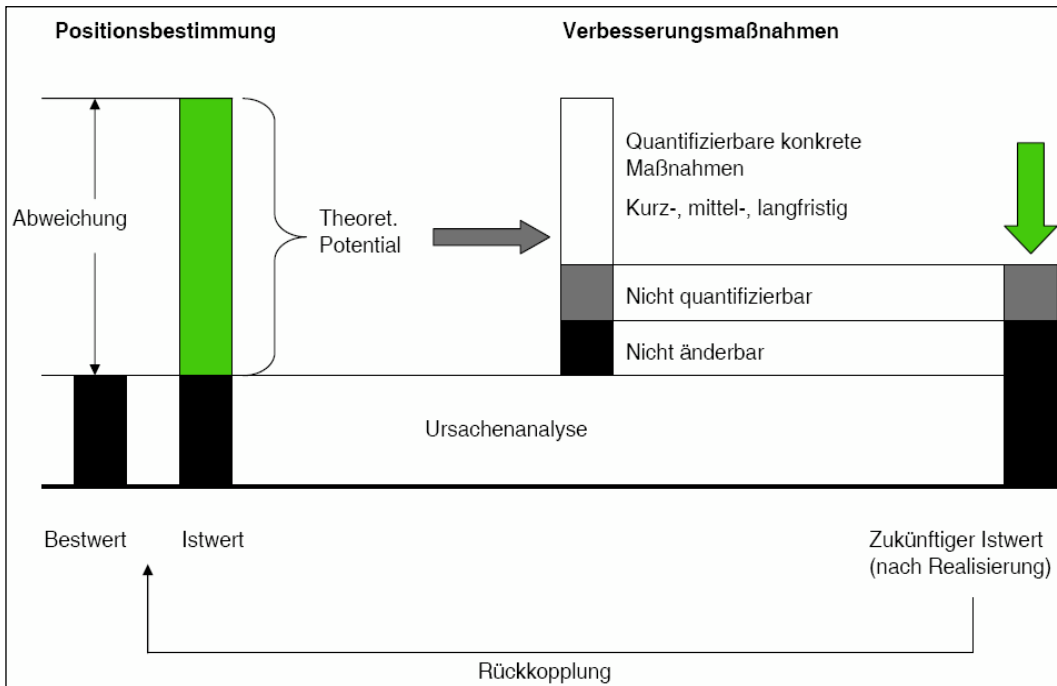 Positionsbestimmung
Verbesserungsmaßnahmen
Abweichung
Theoret.
Potential
Quantifizierbare konkrete
Maßnahmen
Kurz-, mittel-, langfristig
Nicht quantifizierbar
Nicht änderbar
Ursachenanalyse
Bestwert
Istwert
Zukünftiger Istwert
(nach Realisierung)
Rückkopplung